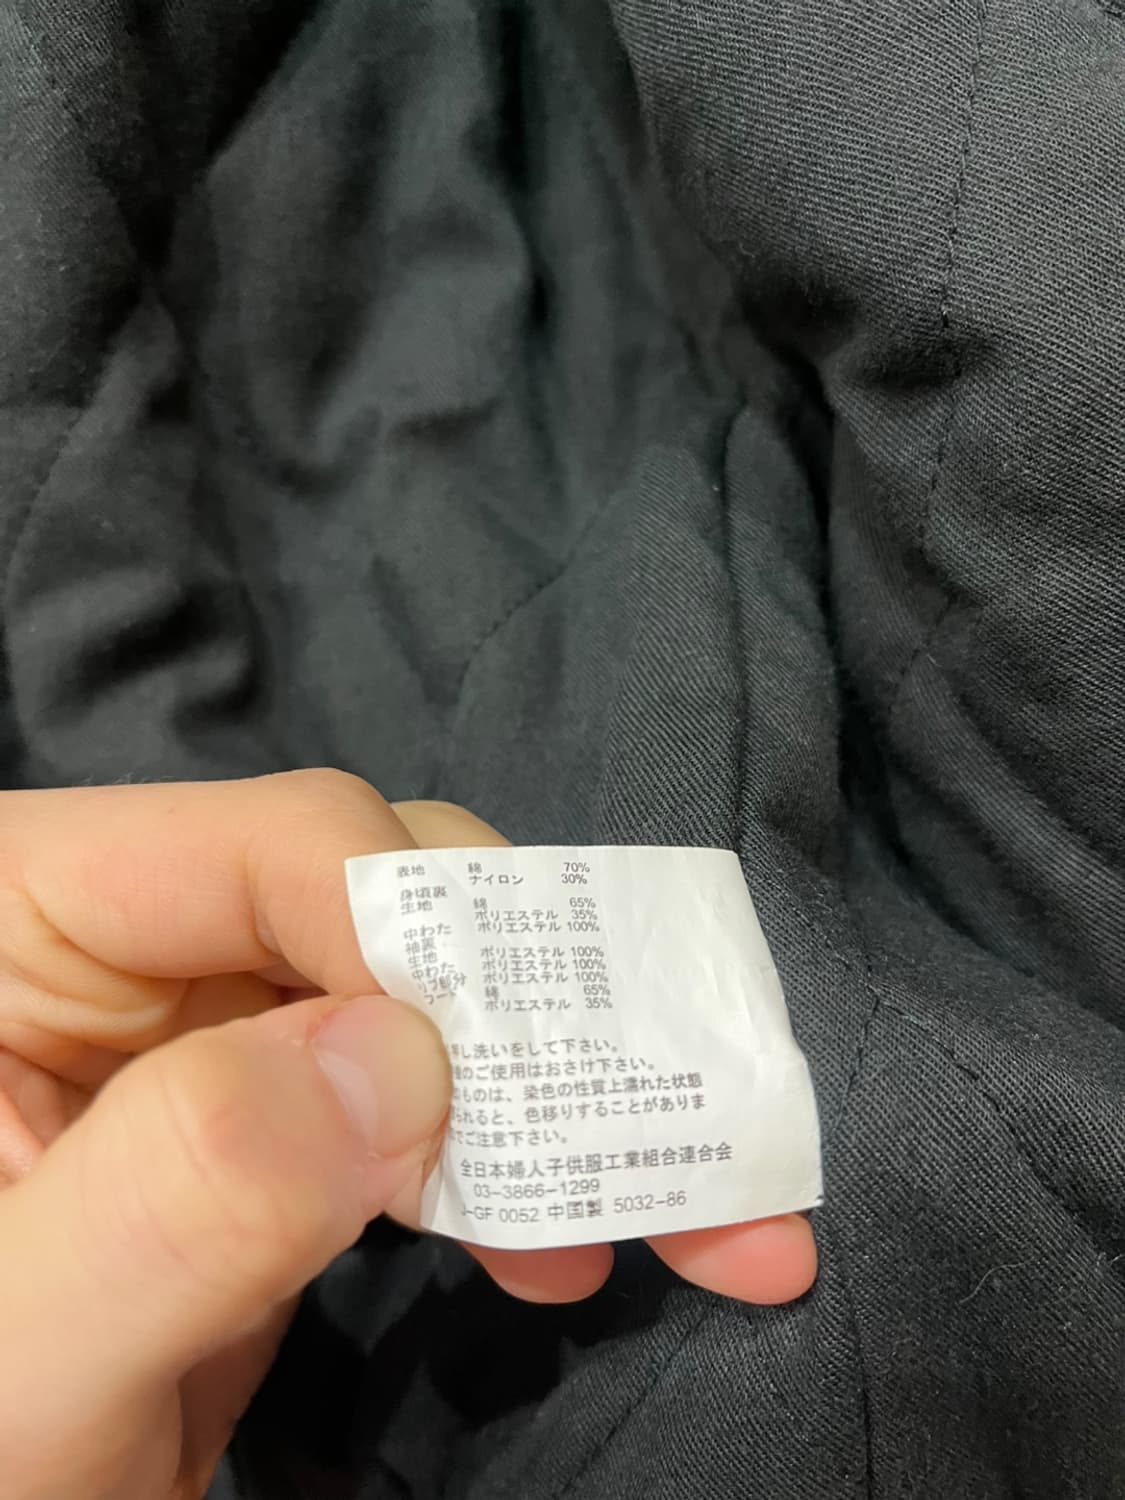 表地 綿 70%
ナイロン 30%
身頃裏
生地 綿 65%
ポリエステル 35%
中わた ポリエステル 100%
袖裏
生地 ポリエステル 100%
中わた ポリエステル 100%
リブ部分 ポリエステル 100%
綿 65%
ポリエステル 35%
押し洗いをして下さい。
のご使用はおさけ下さい。
ものは、染色の性質上濡れた状態
られると、色移りすることがありま
でご注意下さい。
全日本婦人子供服工業組合連合会
03-3866-1299
J-GF 0052 中国製 5032-86